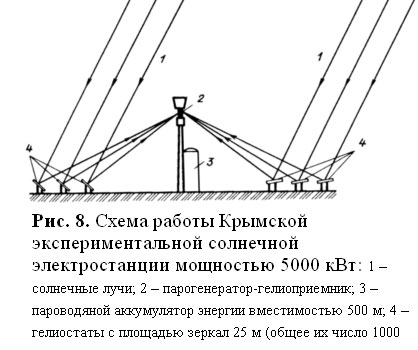 1 1
2
4 3 4
Рис. 8. Схема работы Крымской
экспериментальной солнечной
электростанции мощностью 5000 кВт: 1 –
солнечные лучи; 2 – парогенератор-гелиоприемник; 3 –
пароводяной аккумулятор энергии вместимостью 500 м; 4 –
гелиостаты с площадью зеркал 25 м (общее их число 1000